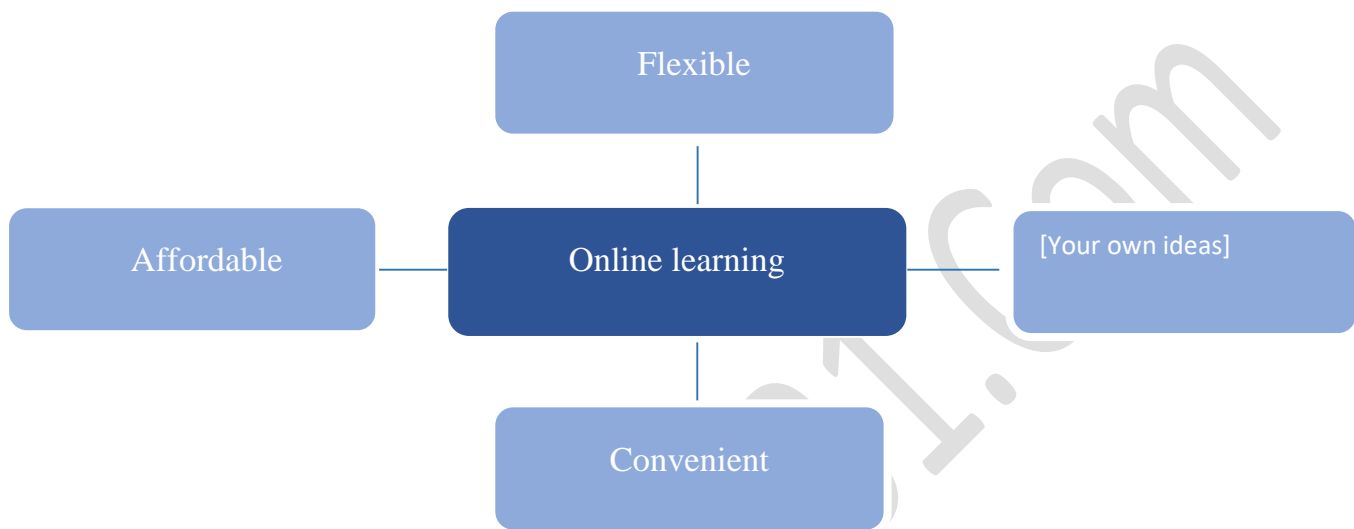 Flexible
Affordable
Online learning
[Your own ideas]
Convenient